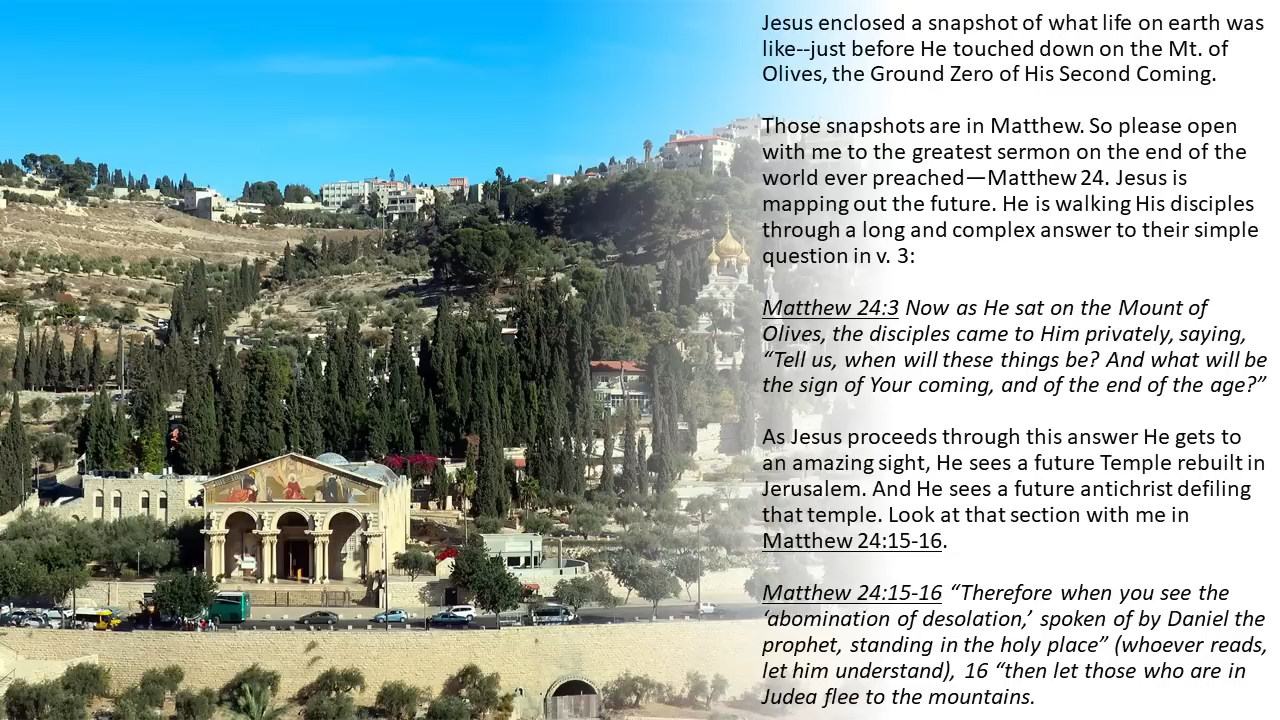 Jesus enclosed a snapshot of what life on earth was
like--just before He touched down on the Mt. of
Olives, the Ground Zero of His Second Coming.
Those snapshots are in Matthew. So please open
with me to the greatest sermon on the end of the
world ever preached—Matthew 24. Jesus is
mapping out the future. He is walking His disciples
through a long and complex answer to their simple
question in v. 3:
Matthew 24:3 Now as He sat on the Mount of
Olives, the disciples came to Him privately, saying,
“Tell us, when will these things be? And what will be
the sign of Your coming, and of the end of the age?”
As Jesus proceeds through this answer He gets to
an amazing sight, He sees a future Temple rebuilt in
Jerusalem. And He sees a future antichrist defiling
that temple. Look at that section with me in
Matthew 24:15-16.
Matthew 24:15-16 “Therefore when you see the
‘abomination of desolation,’ spoken of by Daniel the
prophet, standing in the holy place” (whoever reads,
let him understand), 16 “then let those who are in
Judea flee to the mountains.